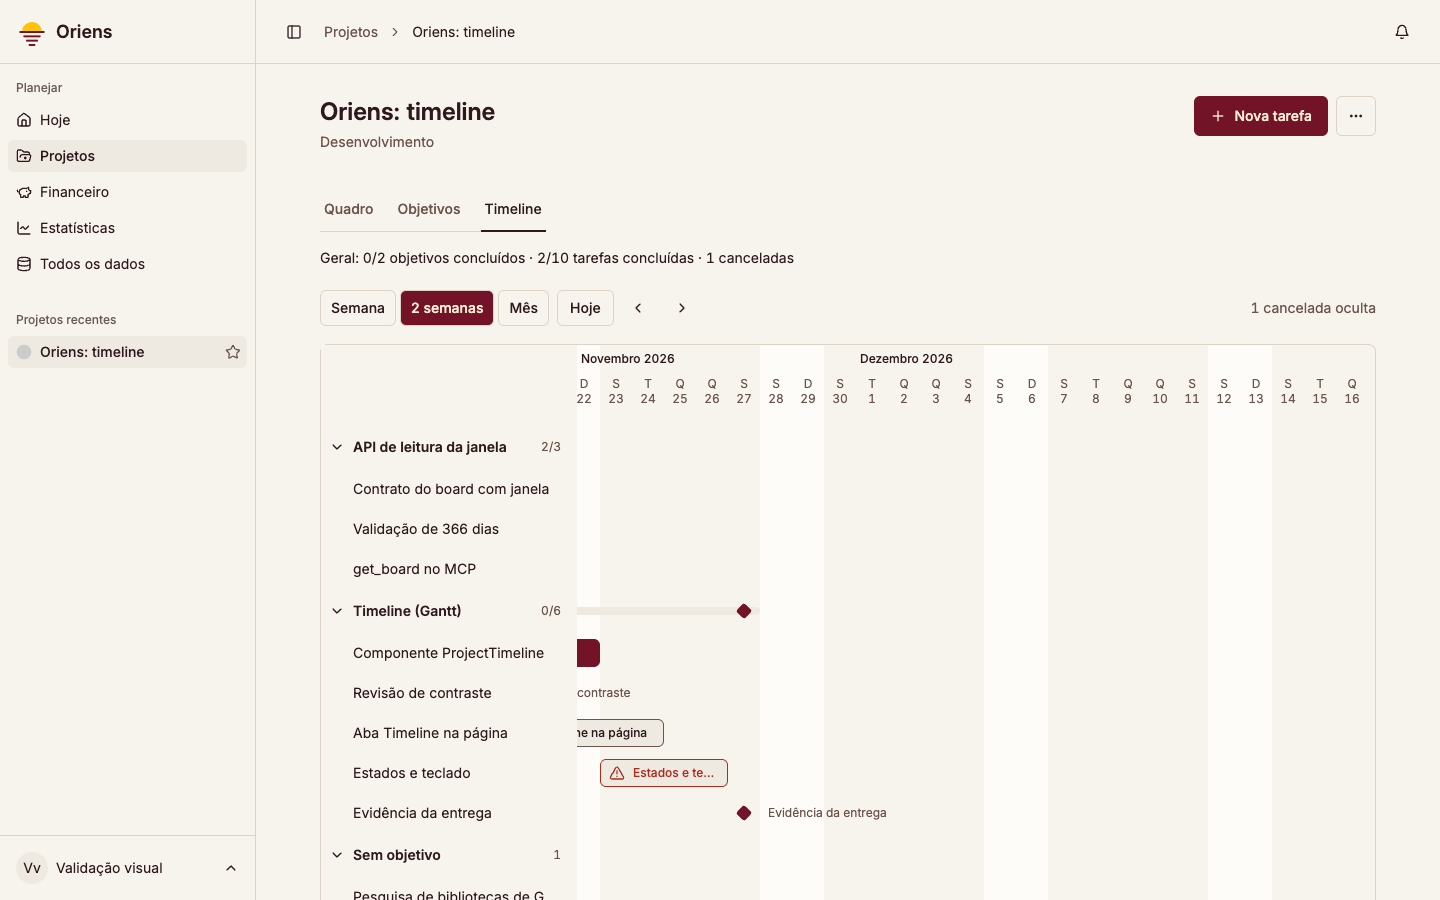 Oriens
Projetos
Oriens: timeline
Planejar
Hoje
Projetos
Financeiro
Estatísticas
Todos os dados
Projetos recentes
Oriens: timeline
Vv
Validação visual
Oriens: timeline
Desenvolvimento
Nova tarefa
Quadro
Objetivos
Timeline
Geral: 0/2 objetivos concluídos · 2/10 tarefas concluídas · 1 canceladas
Semana
2 semanas
Mês
Hoje
1 cancelada oculta
Novembro 2026 Dezembro 2026
D S T Q Q S S D S T Q Q S S D S T Q Q S S D S T Q
22 23 24 25 26 27 28 29 30 1 2 3 4 5 6 7 8 9 10 11 12 13 14 15 16
API de leitura da janela 2/3
Contrato do board com janela
Validação de 366 dias
get_board no MCP
Timeline (Gantt) 0/6
Componente ProjectTimeline
Revisão de contraste contraste
Aba Timeline na página ne na página
Estados e teclado Estados e te...
Evidência da entrega Evidência da entrega
Sem objetivo 1
Pesquisa de bibliotecas de G